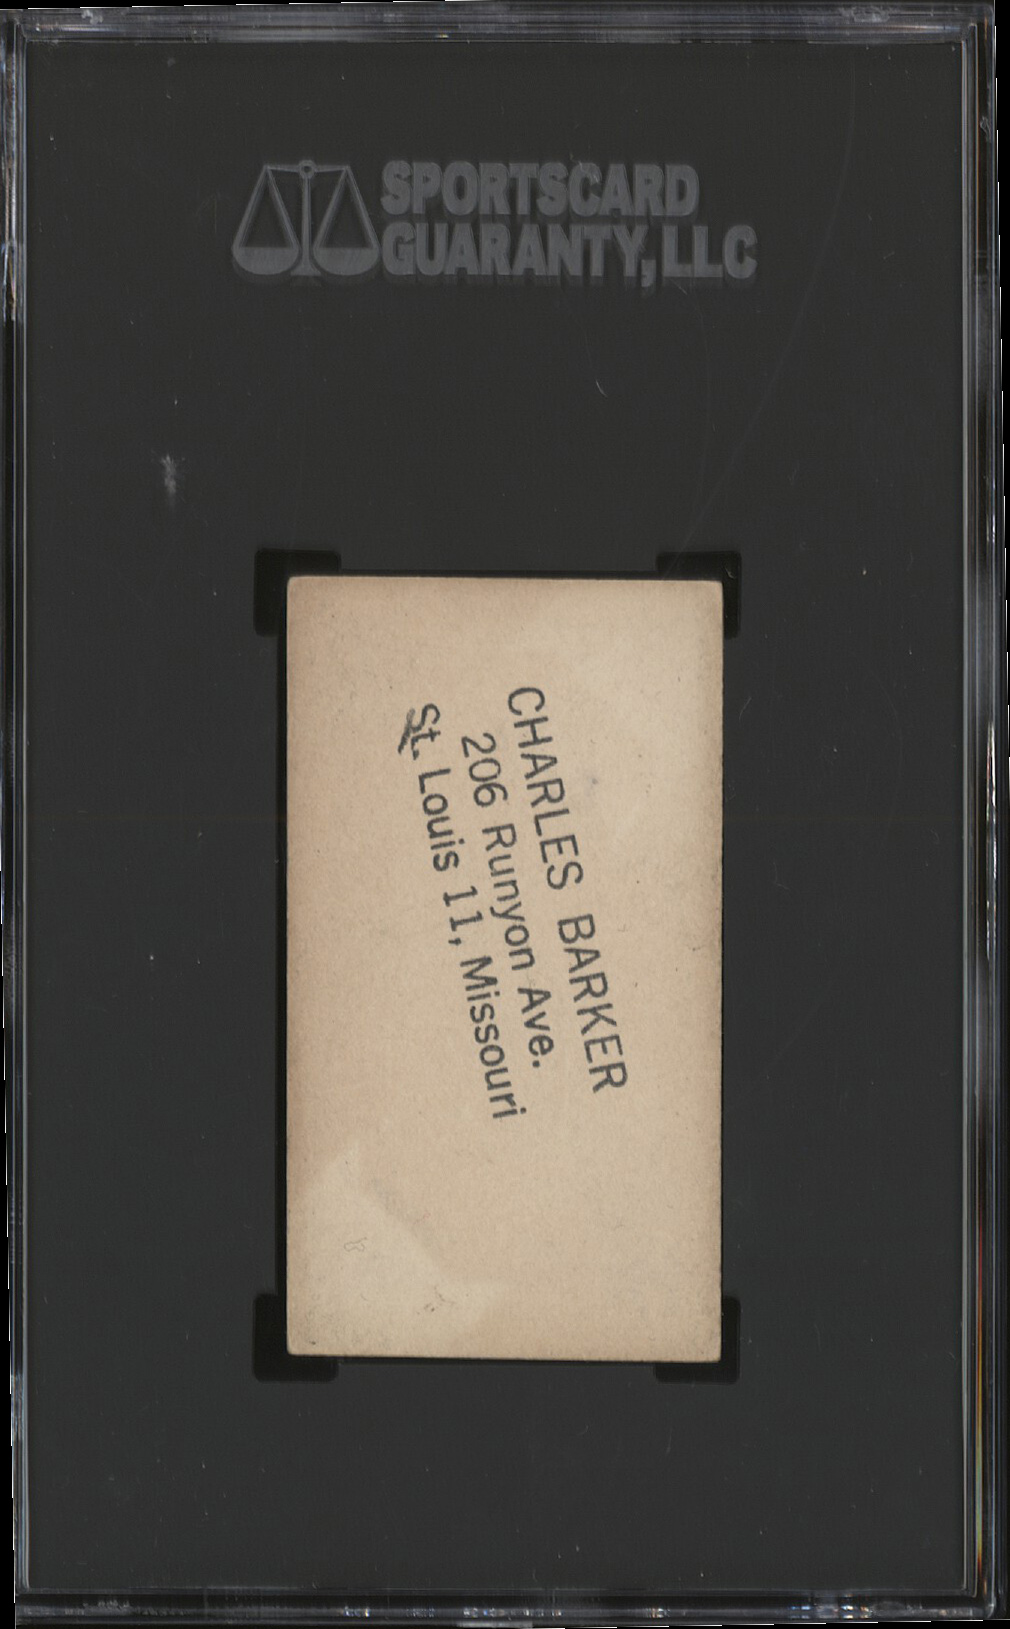 SPORTSCARD
GUARANTY, LLC
CHARLES BARKER
206 Runyon Ave.
St. Louis 11, Missouri